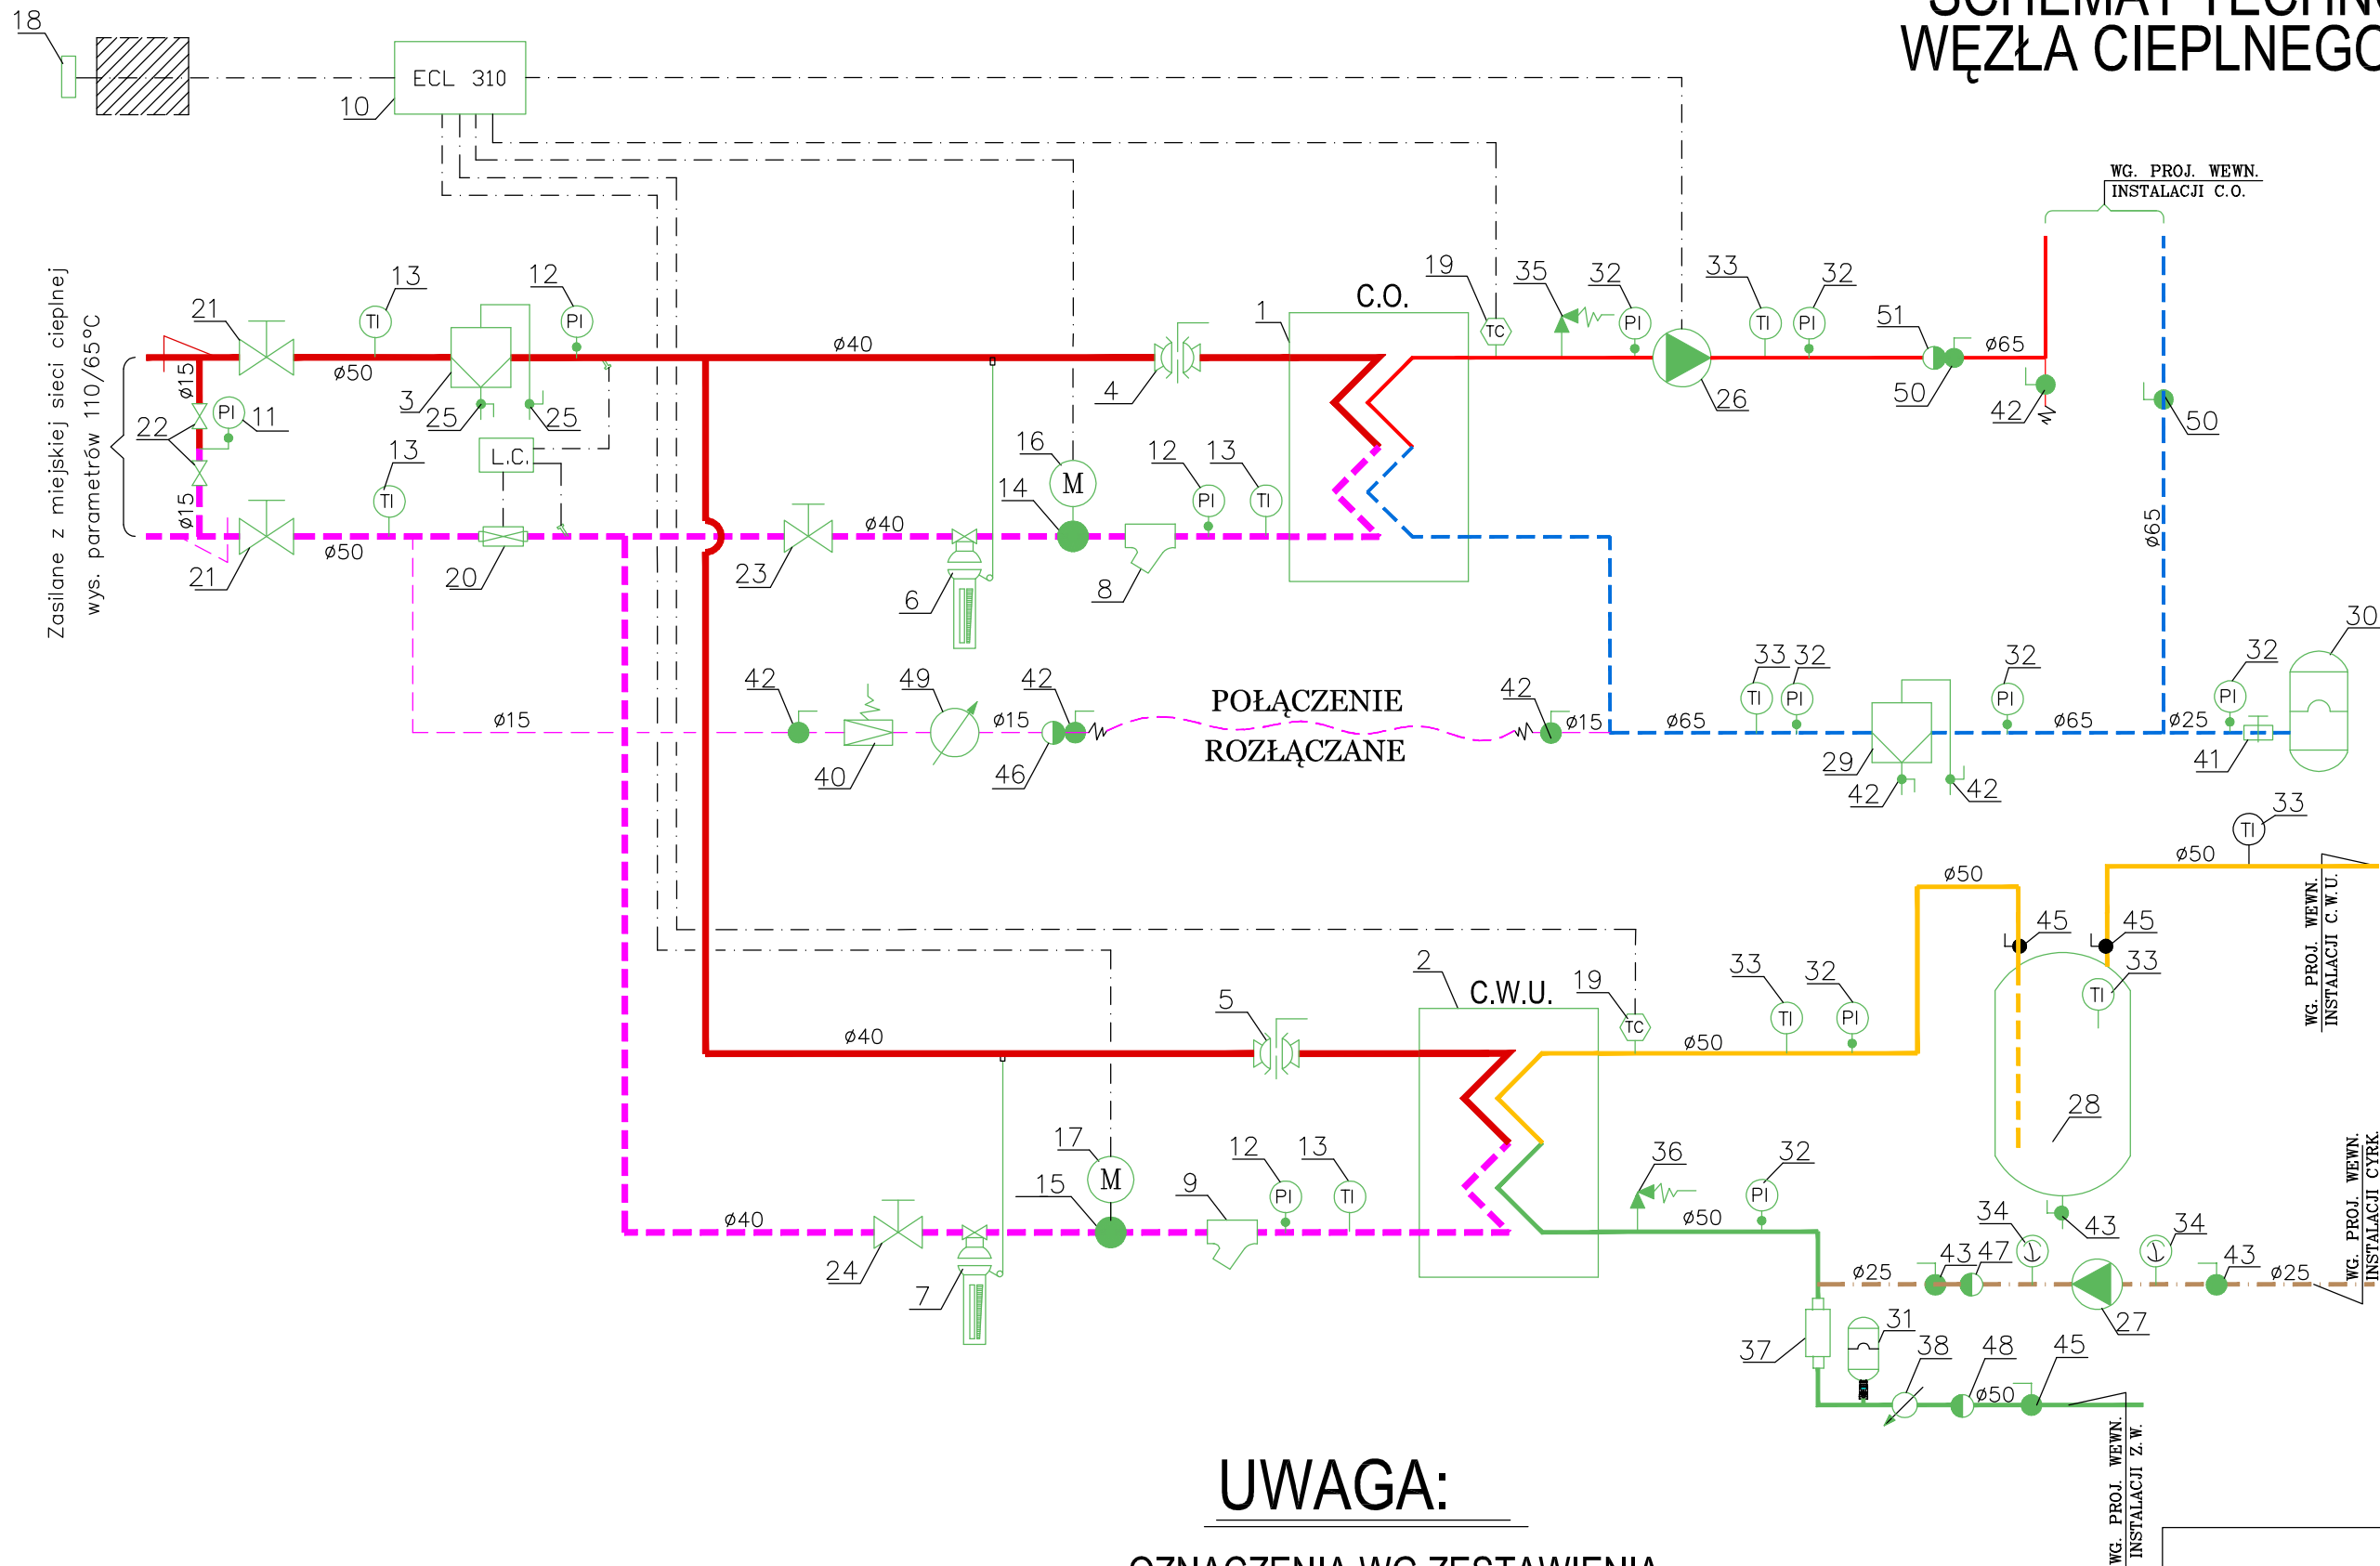 SCHEMAT TECHNO
WĘZŁA CIEPLNEGO
18
10
ECL 310
WG. PROJ. WEWN.
INSTALACJI C.O.
Zasilane z miejskiej sieci cieplnej
wys. parametrów 110/65°C
21
13
TI
12
PI
ø50
3
25
25
ø40
4
1
C.O.
19
TC
35
32
PI
26
33
TI
32
PI
51
50
ø65
42
50
ø65
ø15
22
PI
11
ø15
13
TI
L.C.
21
ø50
20
23
ø40
6
16
M
14
8
12
PI
13
TI
ø15
42
40
49
ø15
42
46
POŁĄCZENIE
ROZŁĄCZANE
42
ø15
ø65
33
TI
32
PI
29
42
42
32
PI
ø65
ø25
32
PI
41
30
33
TI
ø50
WG. PROJ. WEWN.
INSTALACJI C.W.U.
ø50
45
45
33
TI
28
43
2
C.W.U.
19
TC
ø50
33
TI
32
PI
5
ø40
ø40
24
7
17
M
15
9
12
PI
13
TI
36
ø50
32
PI
ø25
43
47
34
27
34
43
ø25
WG. PROJ. WEWN.
INSTALACJI CYRK.
37
31
38
48
ø50
45
WG. PROJ. WEWN.
INSTALACJI Z.W.
UWAGA:
OZNACZENIA WG ZESTAWIENIA